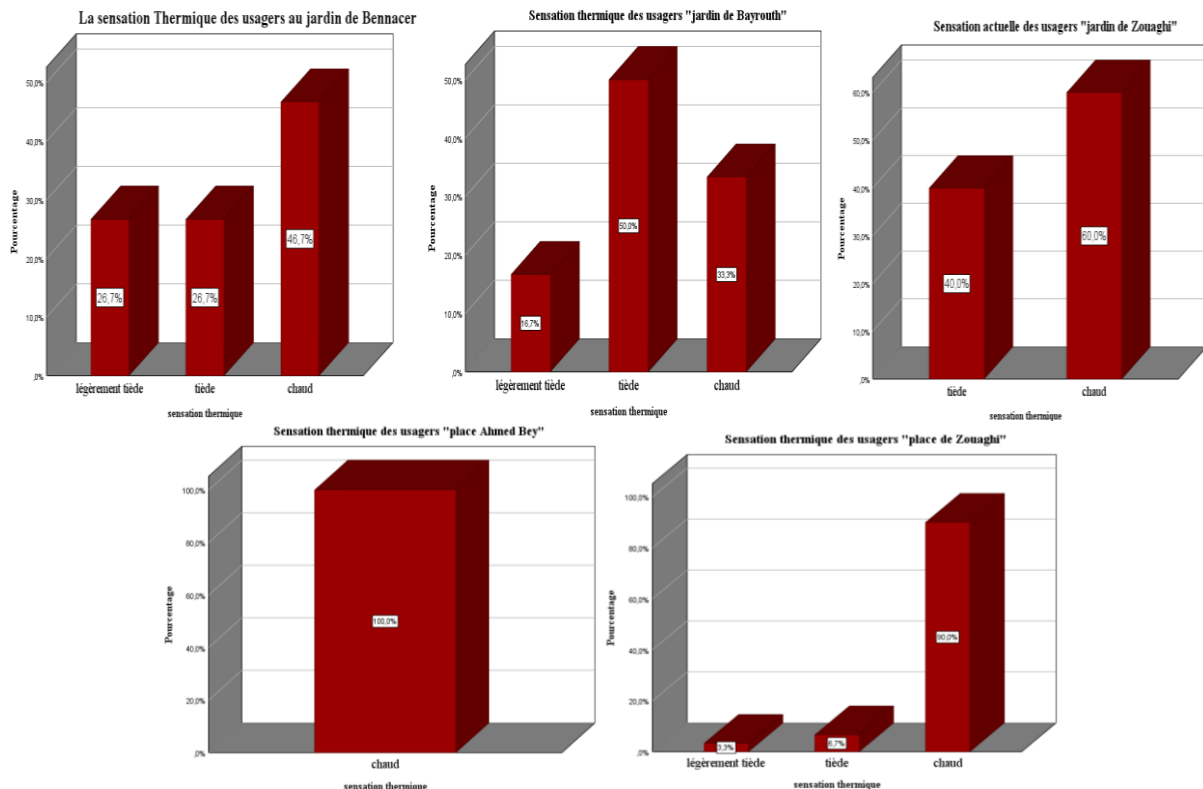 La sensation Thermique des usagers au jardin de Bennacer
Pourcentage
50,0%
40,0%
30,0%
20,0%
10,0%
,0%
26,7%
26,7%
46,7%
légèrement tiède
tiède
chaud
sensation thermique
Sensation thermique des usagers "jardin de Bayrouth"
Pourcentage
50,0%
40,0%
30,0%
20,0%
10,0%
,0%
16,7%
50,0%
33,3%
légèrement tiède
tiède
chaud
sensation thermique
Sensation actuelle des usagers "jardin de Zouaghi"
Pourcentage
60,0%
50,0%
40,0%
30,0%
20,0%
10,0%
,0%
40,0%
60,0%
tiède
chaud
sensation thermique
Sensation thermique des usagers "place Ahmed Bey"
Pourcentage
100,0%
80,0%
60,0%
40,0%
20,0%
,0%
100,0%
chaud
sensation thermique
Sensation thermique des usagers "place de Zouaghi"
Pourcentage
100,0%
80,0%
60,0%
40,0%
20,0%
,0%
3,3%
6,7%
90,0%
légèrement tiède
tiède
chaud
sensation thermique